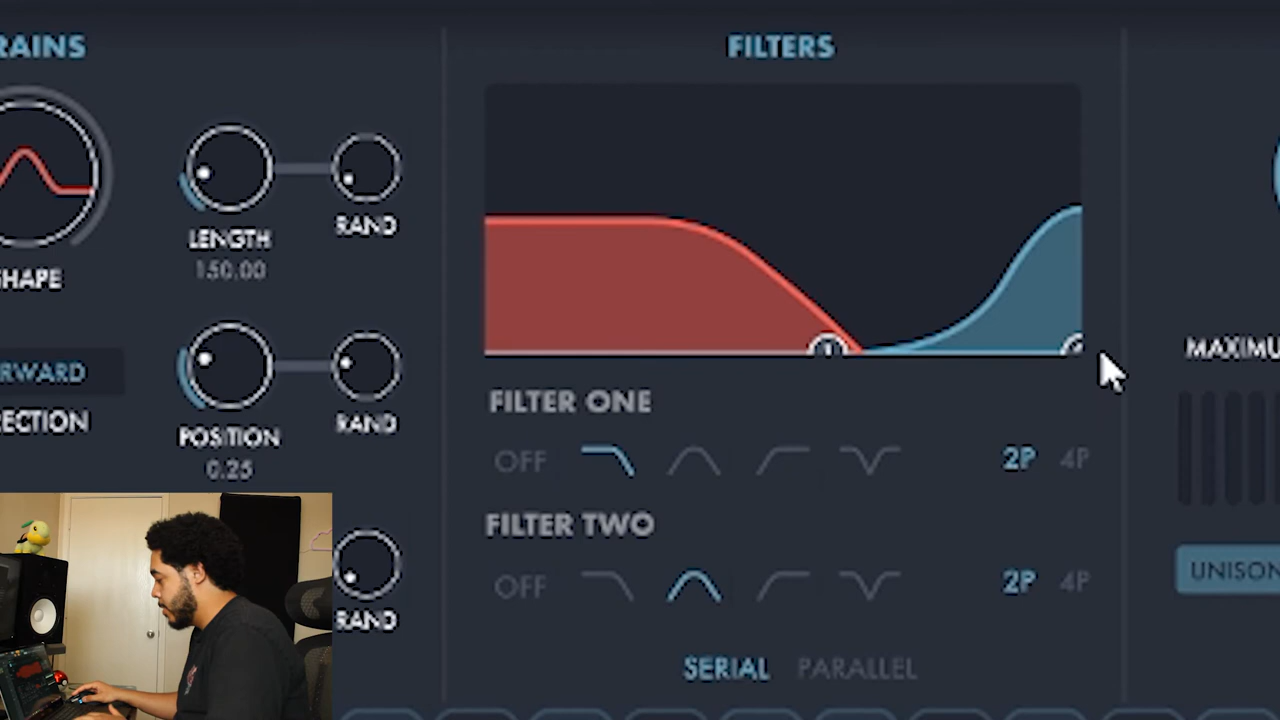 RAINS
FILTERS
LENGTH
150.00
RAND
SHAPE
RWARD
ECTION
POSITION
0.25
RAND
RAND
1
FILTER ONE
OFF
2P 4P
FILTER TWO
OFF
2P 4P
SERIAL PARALLEL
MAXIMU
UNISON